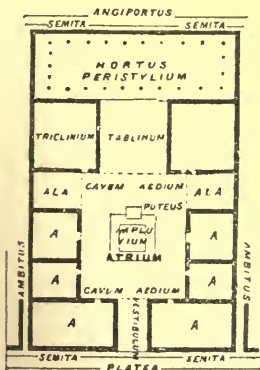 ANGIPORTUS
SEMITA SEMITA
HORTUS
PERISTYLIUM
TRICLINIUM TABLINUM
ALA CAVUM AEDIUM ALA
PUTEUS
A IMPLU A
VIUM
ATRIUM
AMBITUS AMBITUS
A A
CAVUM AEDIUM
A VESTIBULUM A
SEMITA SEMITA
PLATEA